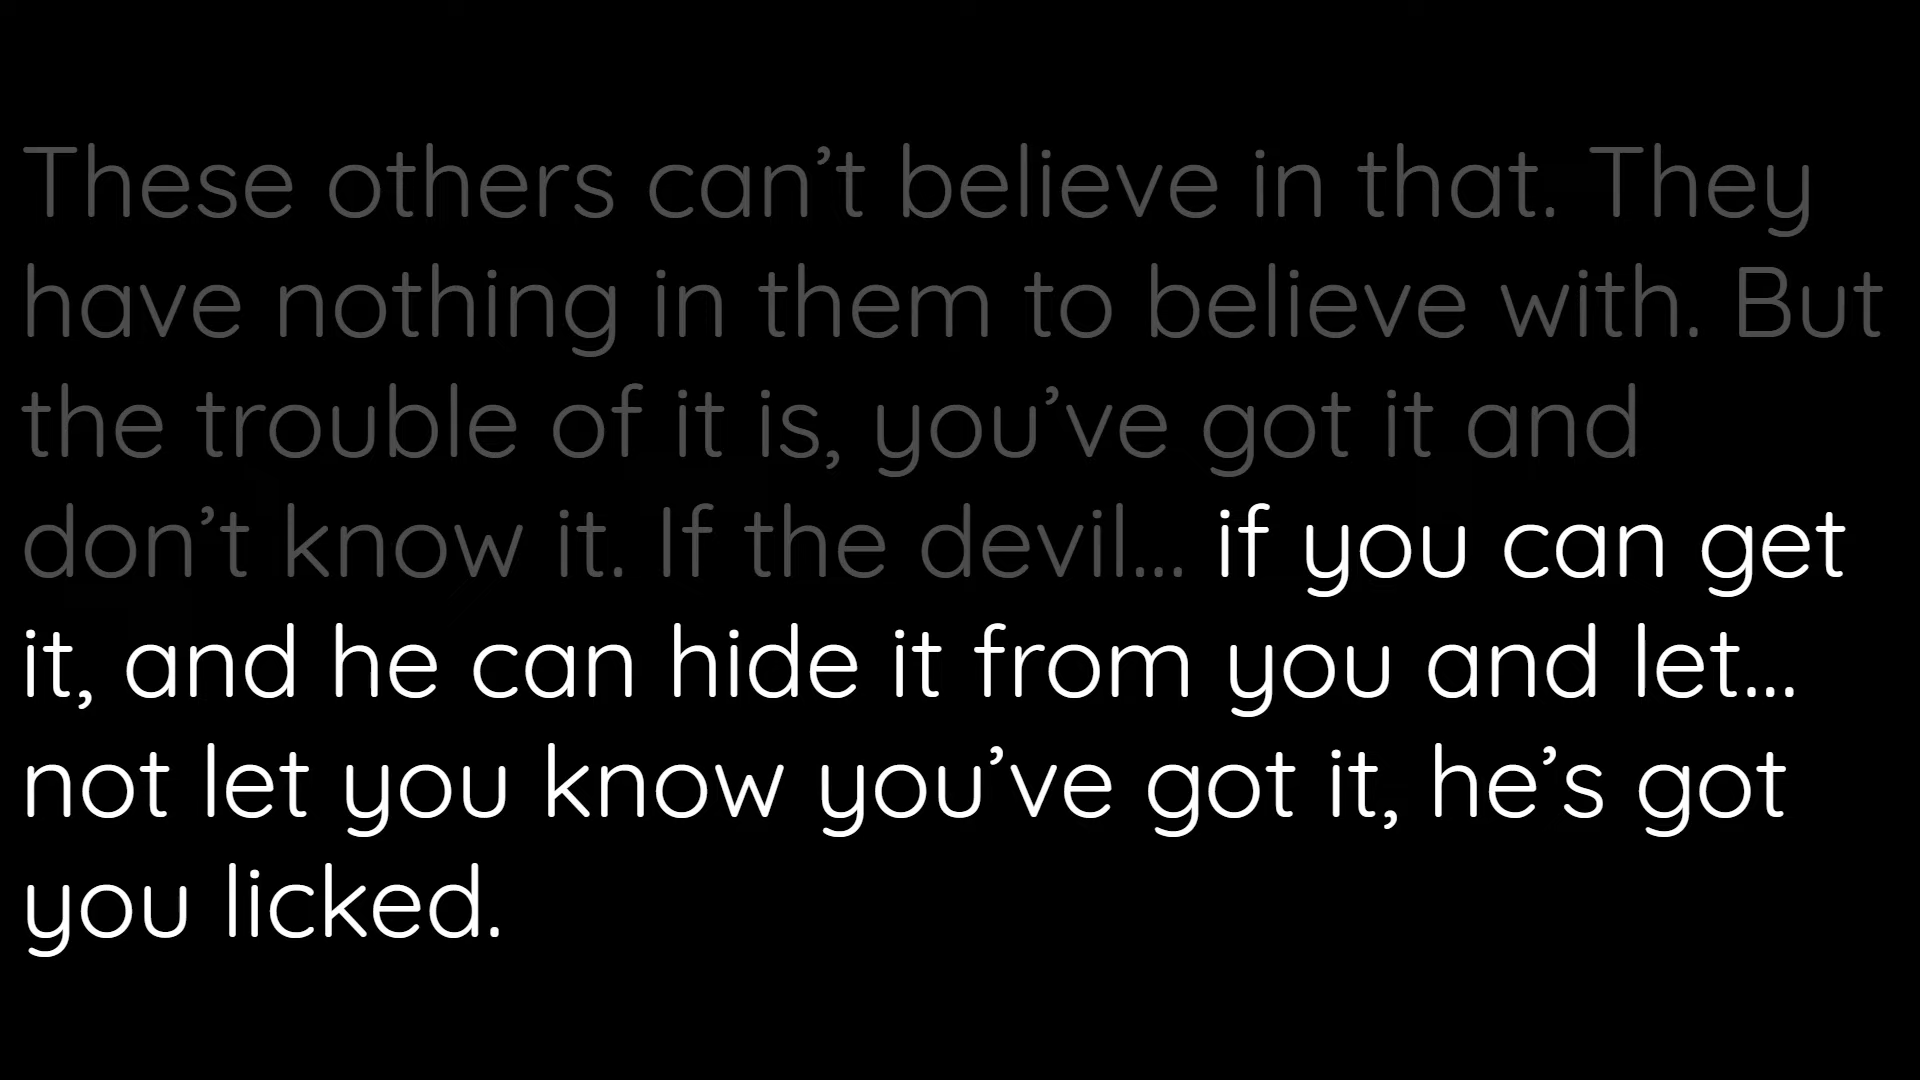 These others can’t believe in that. They
have nothing in them to believe with. But
the trouble of it is, you’ve got it and
don’t know it. If the devil... if you can get
it, and he can hide it from you and let...
not let you know you’ve got it, he’s got
you licked.